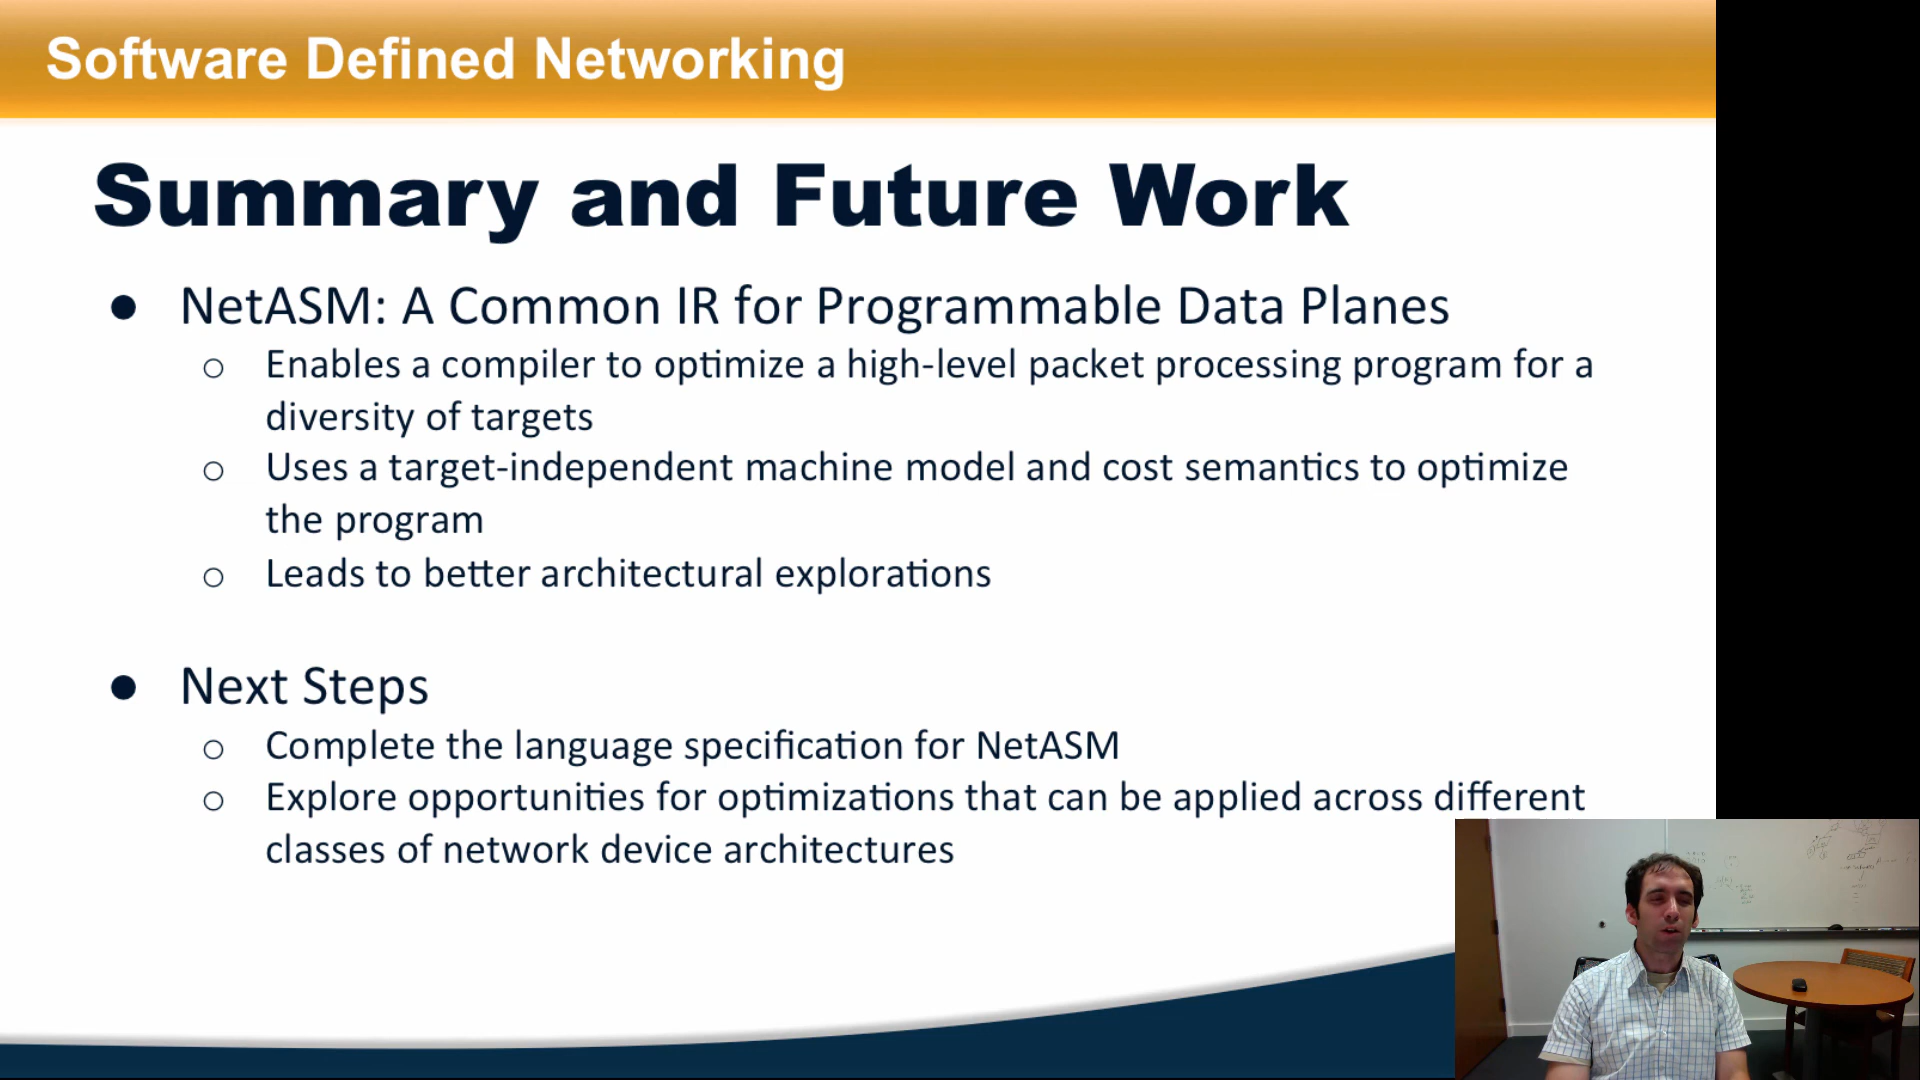 Software Defined Networking
Summary and Future Work
● NetASM: A Common IR for Programmable Data Planes
○ Enables a compiler to optimize a high-level packet processing program for a
diversity of targets
○ Uses a target-independent machine model and cost semantics to optimize
the program
○ Leads to better architectural explorations
● Next Steps
○ Complete the language specification for NetASM
○ Explore opportunities for optimizations that can be applied across different
classes of network device architectures